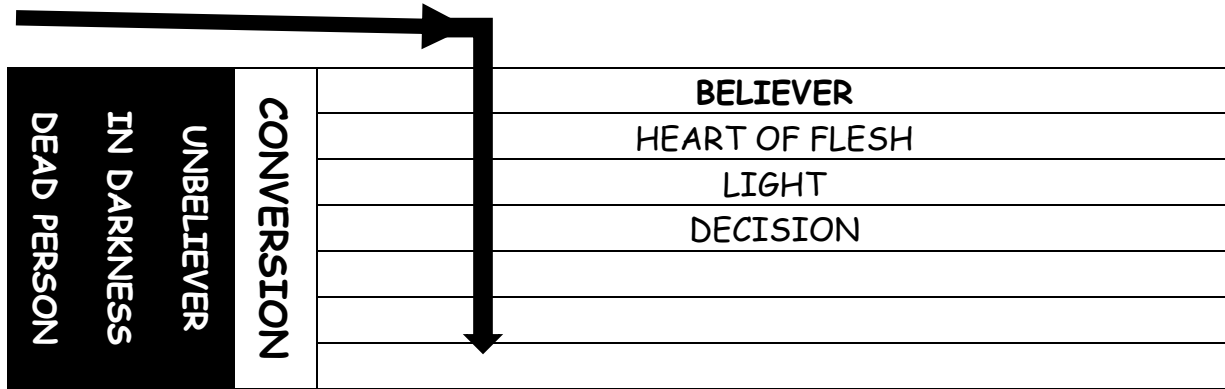 DEAD PERSON
IN DARKNESS
UNBELIEVER
CONVERSION
BELIEVER
HEART OF FLESH
LIGHT
DECISION